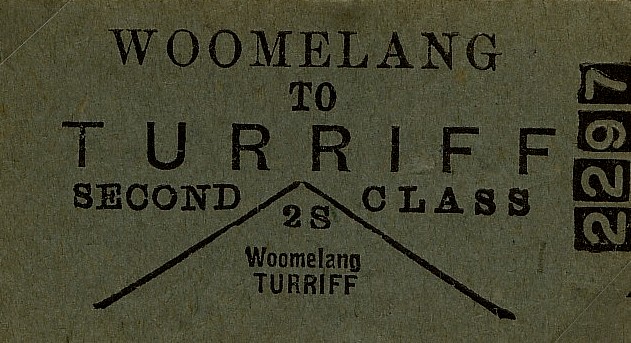 WOOMELANG
TO
TURRIFF
SECOND CLASS
2S
Woomelang
TURRIFF
2297